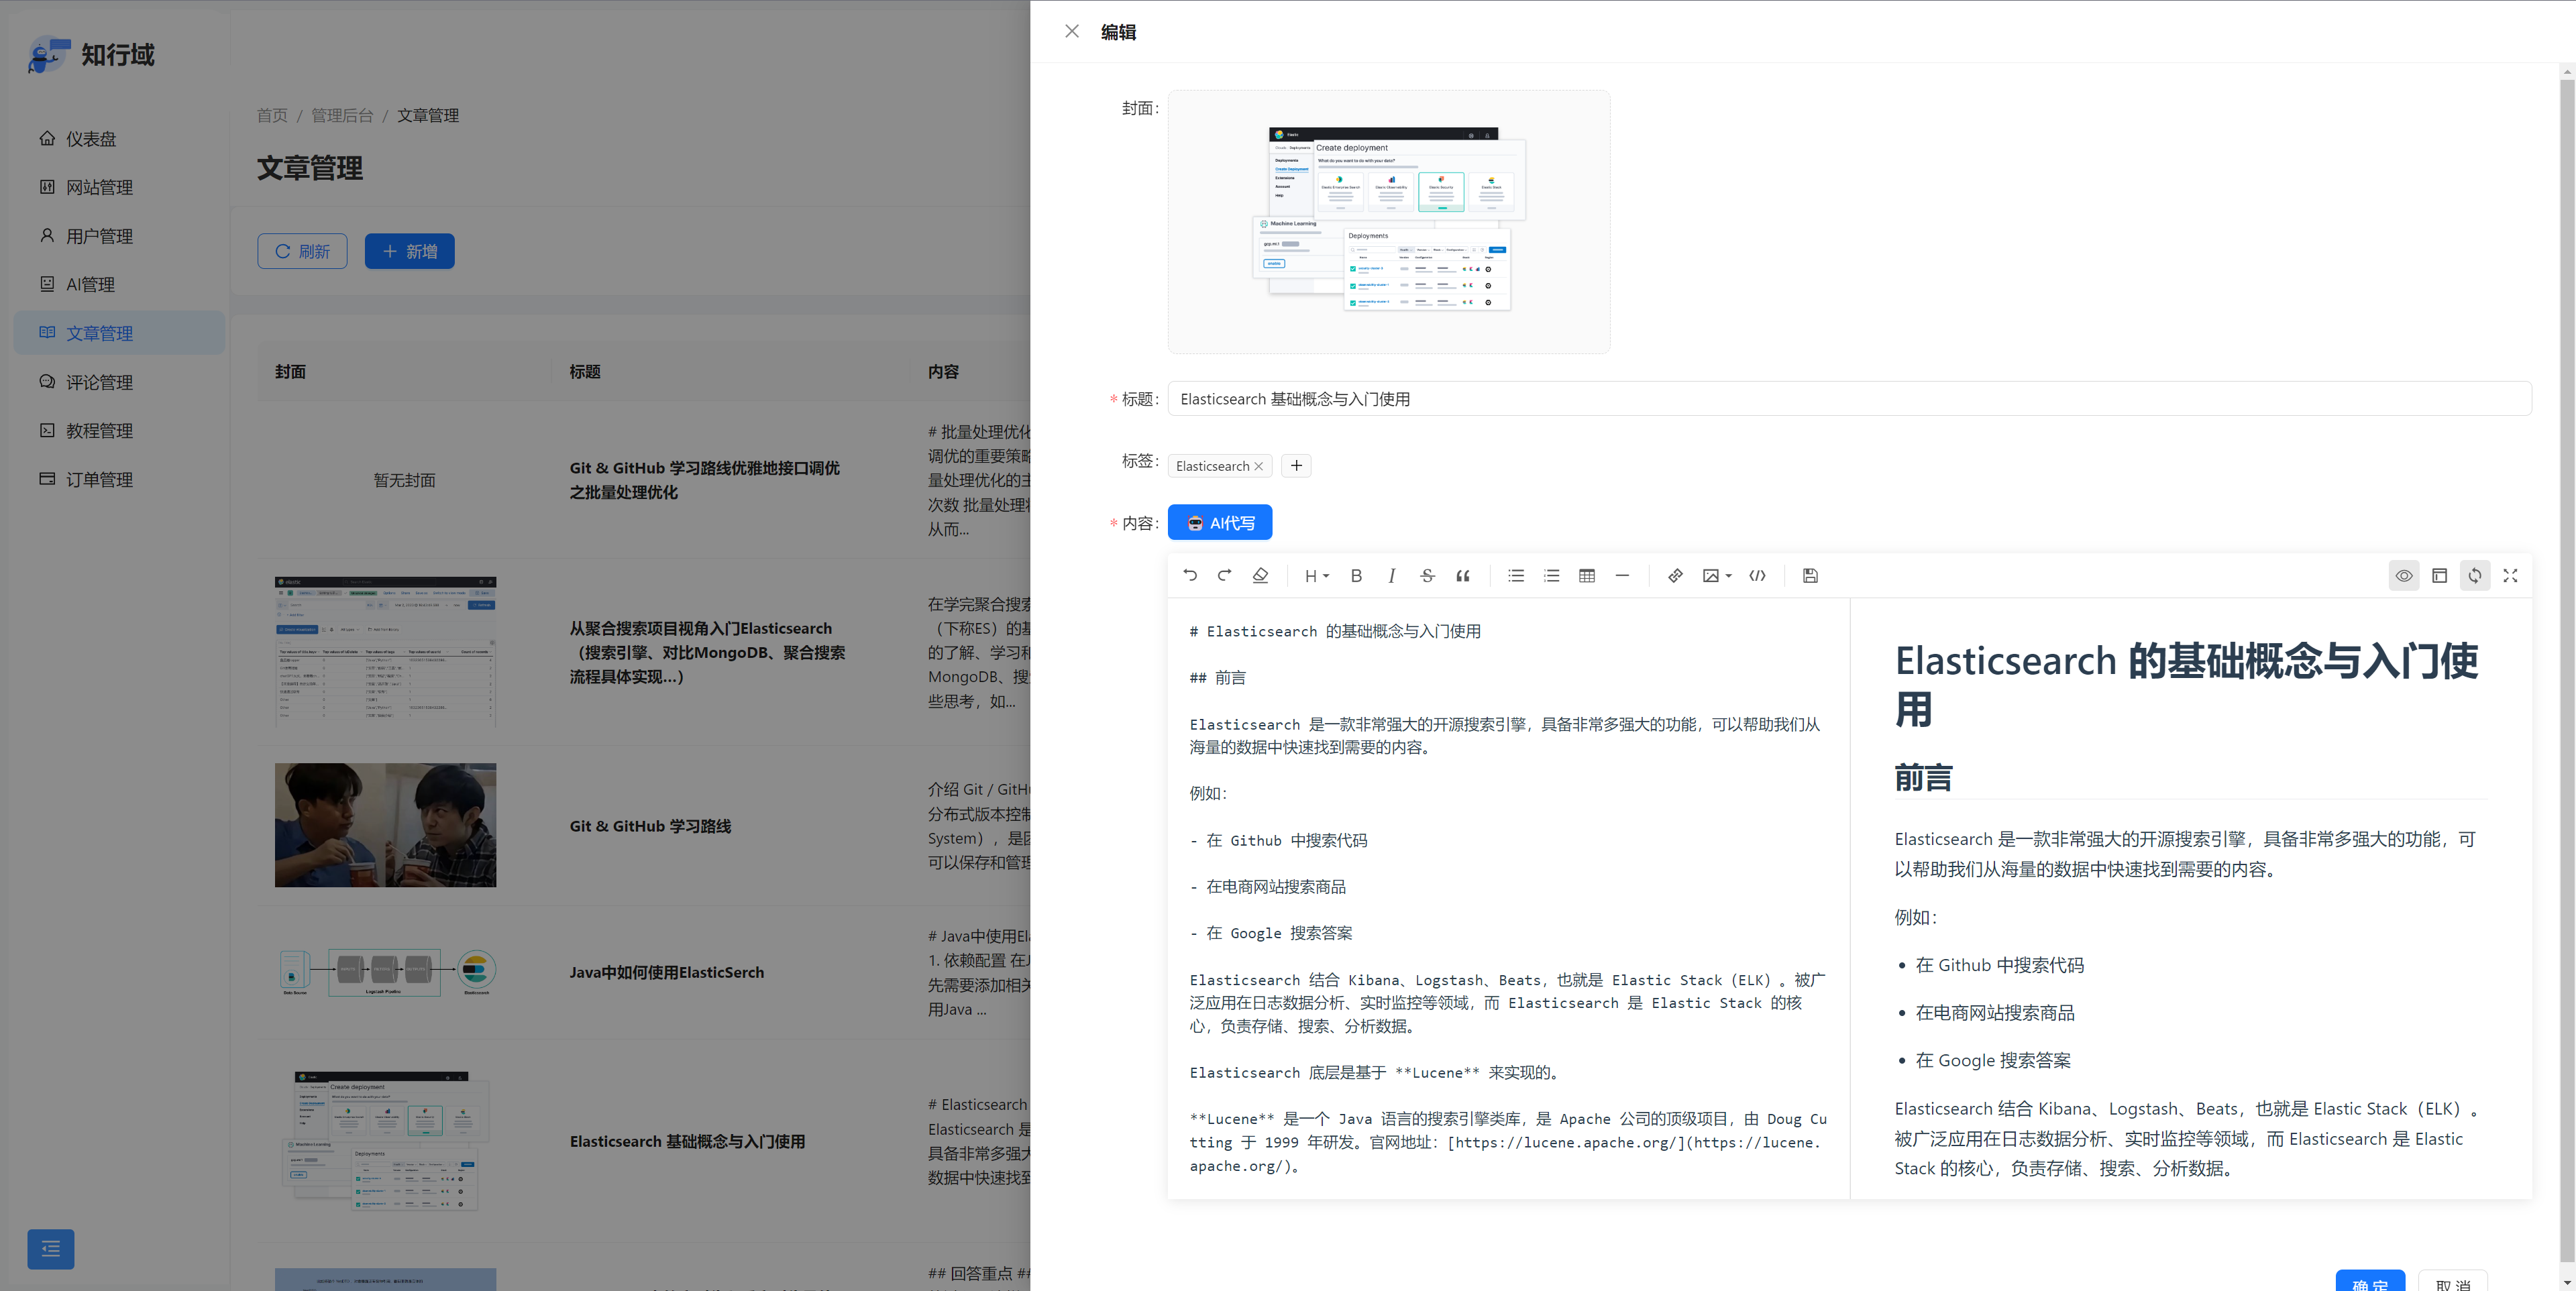 知行域
仪表盘
网站管理
用户管理
AI管理
文章管理
评论管理
教程管理
订单管理
首页 / 管理后台 / 文章管理
文章管理
刷新
新增
封面
标题
内容
暂无封面
Git & GitHub 学习路线优雅地接口调优
之批量处理优化
# 批量处理优化
调优的重要策略
量处理优化的主
次数 批量处理将
从而...
从聚合搜索项目视角入门Elasticsearch
（搜索引擎、对比MongoDB、聚合搜索
流程具体实现...）
在学完聚合搜索
（下称ES）的基
的了解、学习和
MongoDB、搜
些思考，如...
Git & GitHub 学习路线
介绍 Git / GitHu
分布式版本控制
System），是
可以保存和管理
Java中如何使用ElasticSerch
# Java中使用El
1. 依赖配置 在J
先需要添加相关
用Java ...
Elasticsearch 基础概念与入门使用
# Elasticsearch
Elasticsearch 是
具备非常多强大
数据中快速找到
## 回答重点 ##
编辑
封面:
Create deployment
What do you want to do with your data?
Deployments
Create Deployment
Extensions
Account
Help
Machine Learning
Deployments
标题:
Elasticsearch 基础概念与入门使用
标签:
Elasticsearch
内容:
AI代写
# Elasticsearch 的基础概念与入门使用
## 前言
Elasticsearch 是一款非常强大的开源搜索引擎，具备非常多强大的功能，可以帮助我们从
海量的数据中快速找到需要的内容。
例如：
- 在 Github 中搜索代码
- 在电商网站搜索商品
- 在 Google 搜索答案
Elasticsearch 结合 Kibana、Logstash、Beats，也就是 Elastic Stack（ELK）。被广
泛应用在日志数据分析、实时监控等领域，而 Elasticsearch 是 Elastic Stack 的核
心，负责存储、搜索、分析数据。
Elasticsearch 底层是基于 **Lucene** 来实现的。
**Lucene** 是一个 Java 语言的搜索引擎类库，是 Apache 公司的顶级项目，由 Doug Cu
tting 于 1999 年研发。官网地址：[https://lucene.apache.org/](https://lucene.
apache.org/)。
Elasticsearch 的基础概念与入门使
用
前言
Elasticsearch 是一款非常强大的开源搜索引擎，具备非常多强大的功能，可
以帮助我们从海量的数据中快速找到需要的内容。
例如：
• 在 Github 中搜索代码
• 在电商网站搜索商品
• 在 Google 搜索答案
Elasticsearch 结合 Kibana、Logstash、Beats，也就是 Elastic Stack（ELK）。
被广泛应用在日志数据分析、实时监控等领域，而 Elasticsearch 是 Elastic
Stack 的核心，负责存储、搜索、分析数据。
确 定
取 消